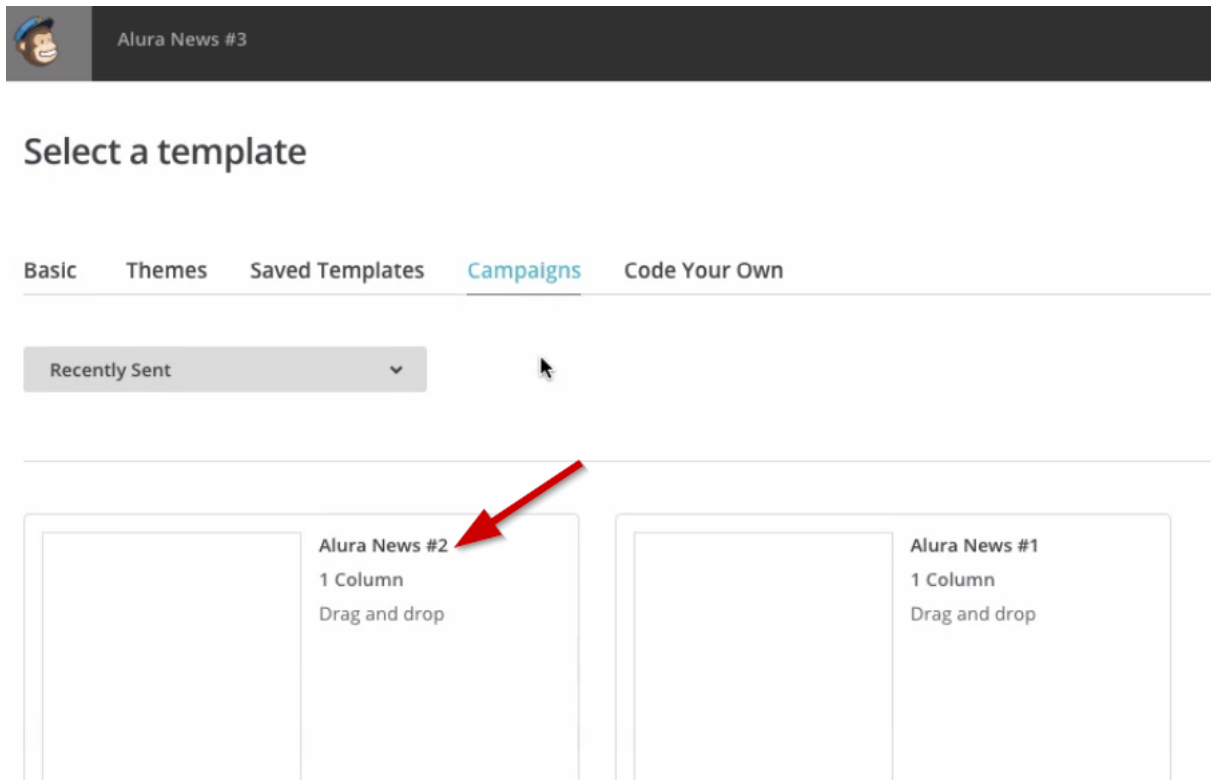 Alura News #3
Select a template
Basic Themes Saved Templates Campaigns Code Your Own
Recently Sent
Alura News #2
1 Column
Drag and drop
Alura News #1
1 Column
Drag and drop